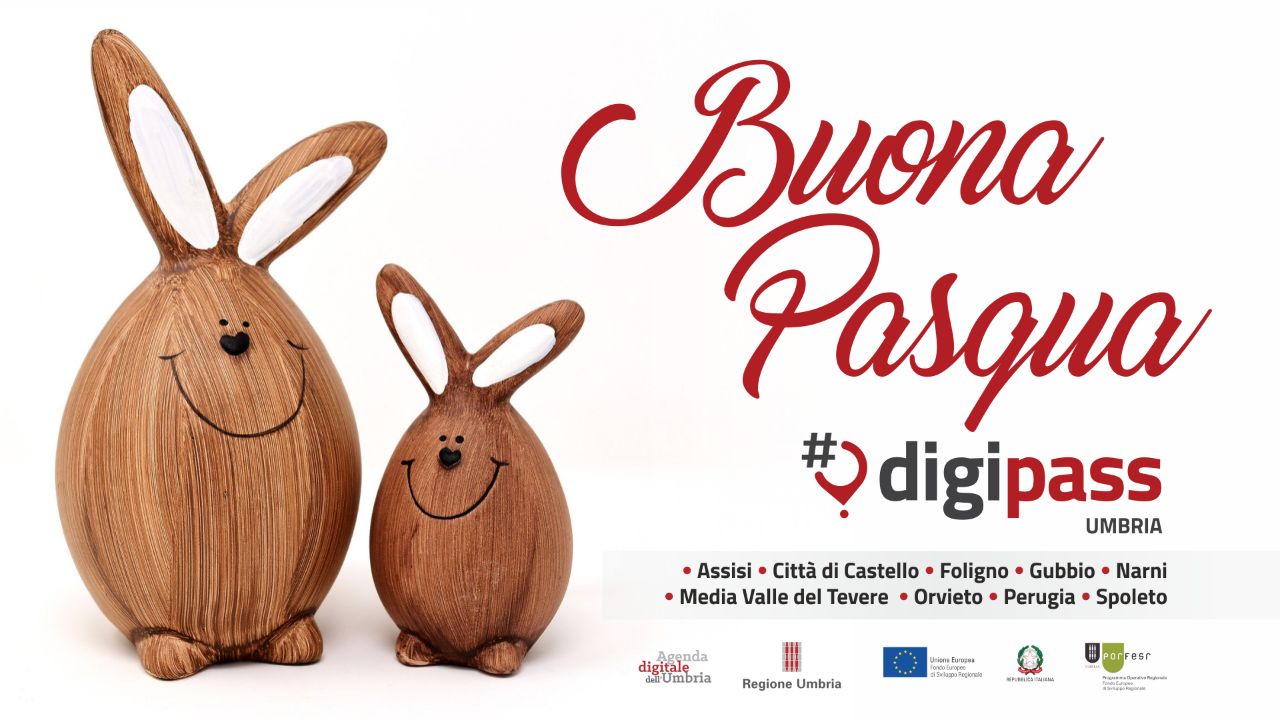 Buona
Pasqua
# digipass
UMBRIA
• Assisi • Città di Castello • Foligno • Gubbio • Narni
• Media Valle del Tevere • Orvieto • Perugia • Spoleto
Agenda
digitale
dell'Umbria
Regione Umbria
Unione Europea
Fondo Europeo
di Sviluppo Regionale
REPUBBLICA ITALIANA
porfesr
Programma Operativo Regionale
Fondo Europeo
di Sviluppo Regionale